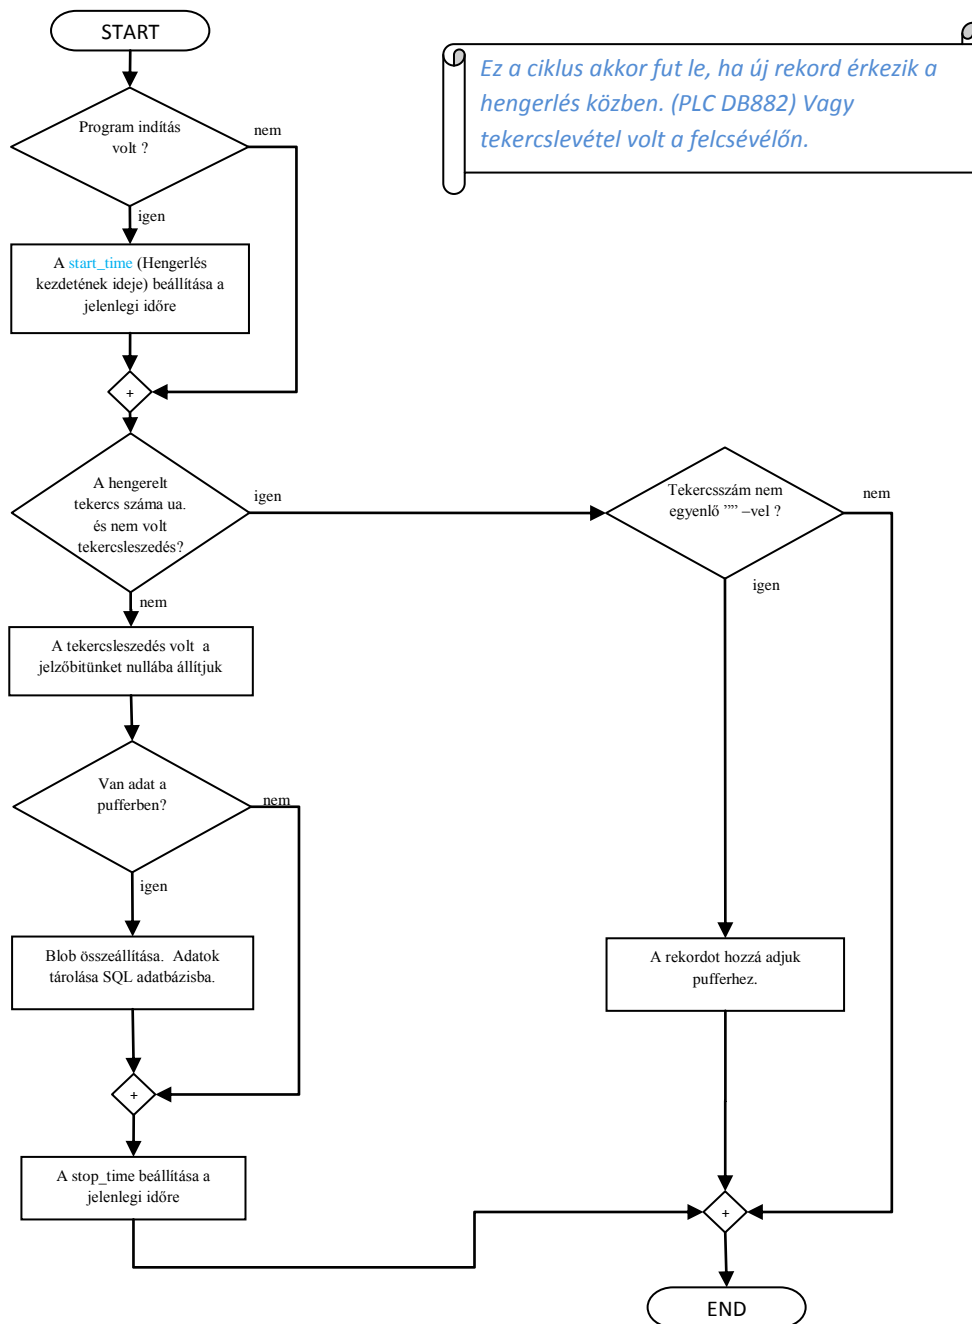 START
Ez a ciklus akkor fut le, ha új rekord érkezik a
hengerlés közben. (PLC DB882) Vagy
tekercslevétel volt a felcsévélőn.
Program indítás
volt ?
nem
igen
A start_time (Hengerlés
kezdetének ideje) beállítása a
jelenlegi időre
+
A hengerelt
tekercs száma ua.
és nem volt
tekercsleszedés?
igen
nem
Tekercsszám nem
egyenlő ”” –vel ?
nem
igen
A tekercsleszedés volt a
jelzőbitünket nullába állítjuk
Van adat a
pufferben?
nem
igen
Blob összeállítása. Adatok
tárolása SQL adatbázisba.
A rekordot hozzá adjuk
pufferhez.
+
A stop_time beállítása a
jelenlegi időre
+
END